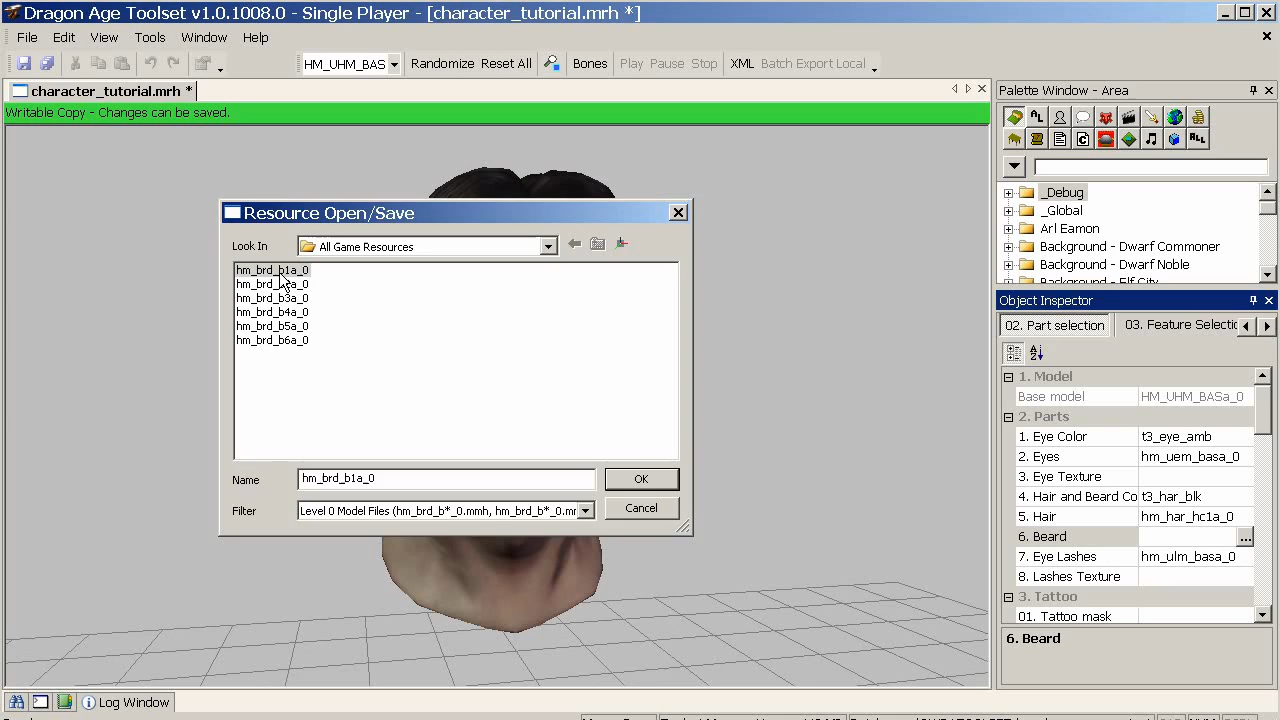 Dragon Age Toolset v1.0.1008.0 - Single Player - [character_tutorial.mrh *]
File Edit View Tools Window Help
HM_UHM_BAS Randomize Reset All Bones Play Pause Stop XML Batch Export Local
character_tutorial.mrh *
Writable Copy - Changes can be saved.
Resource Open/Save
Look In All Game Resources
hm_brd_b1a_0
hm_brd_
a_0
hm_brd_b3a_0
hm_brd_b4a_0
hm_brd_b5a_0
hm_brd_b6a_0
Name hm_brd_b1a_0 OK
Filter Level 0 Model Files (hm_brd_b*_0.mmh, hm_brd_b*_0.mr Cancel
Palette Window - Area
_Debug
_Global
Arl Eamon
Background - Dwarf Commoner
Background - Dwarf Noble
Object Inspector
02. Part selection 03. Feature Selectic
1. Model
Base model HM_UHM_BASa_0
2. Parts
1. Eye Color t3_eye_amb
2. Eyes hm_uem_basa_0
3. Eye Texture
4. Hair and Beard Co t3_har_blk
5. Hair hm_har_hc1a_0
6. Beard ...
7. Eye Lashes hm_ulm_basa_0
8. Lashes Texture
3. Tattoo
01. Tattoo mask
6. Beard
Log Window